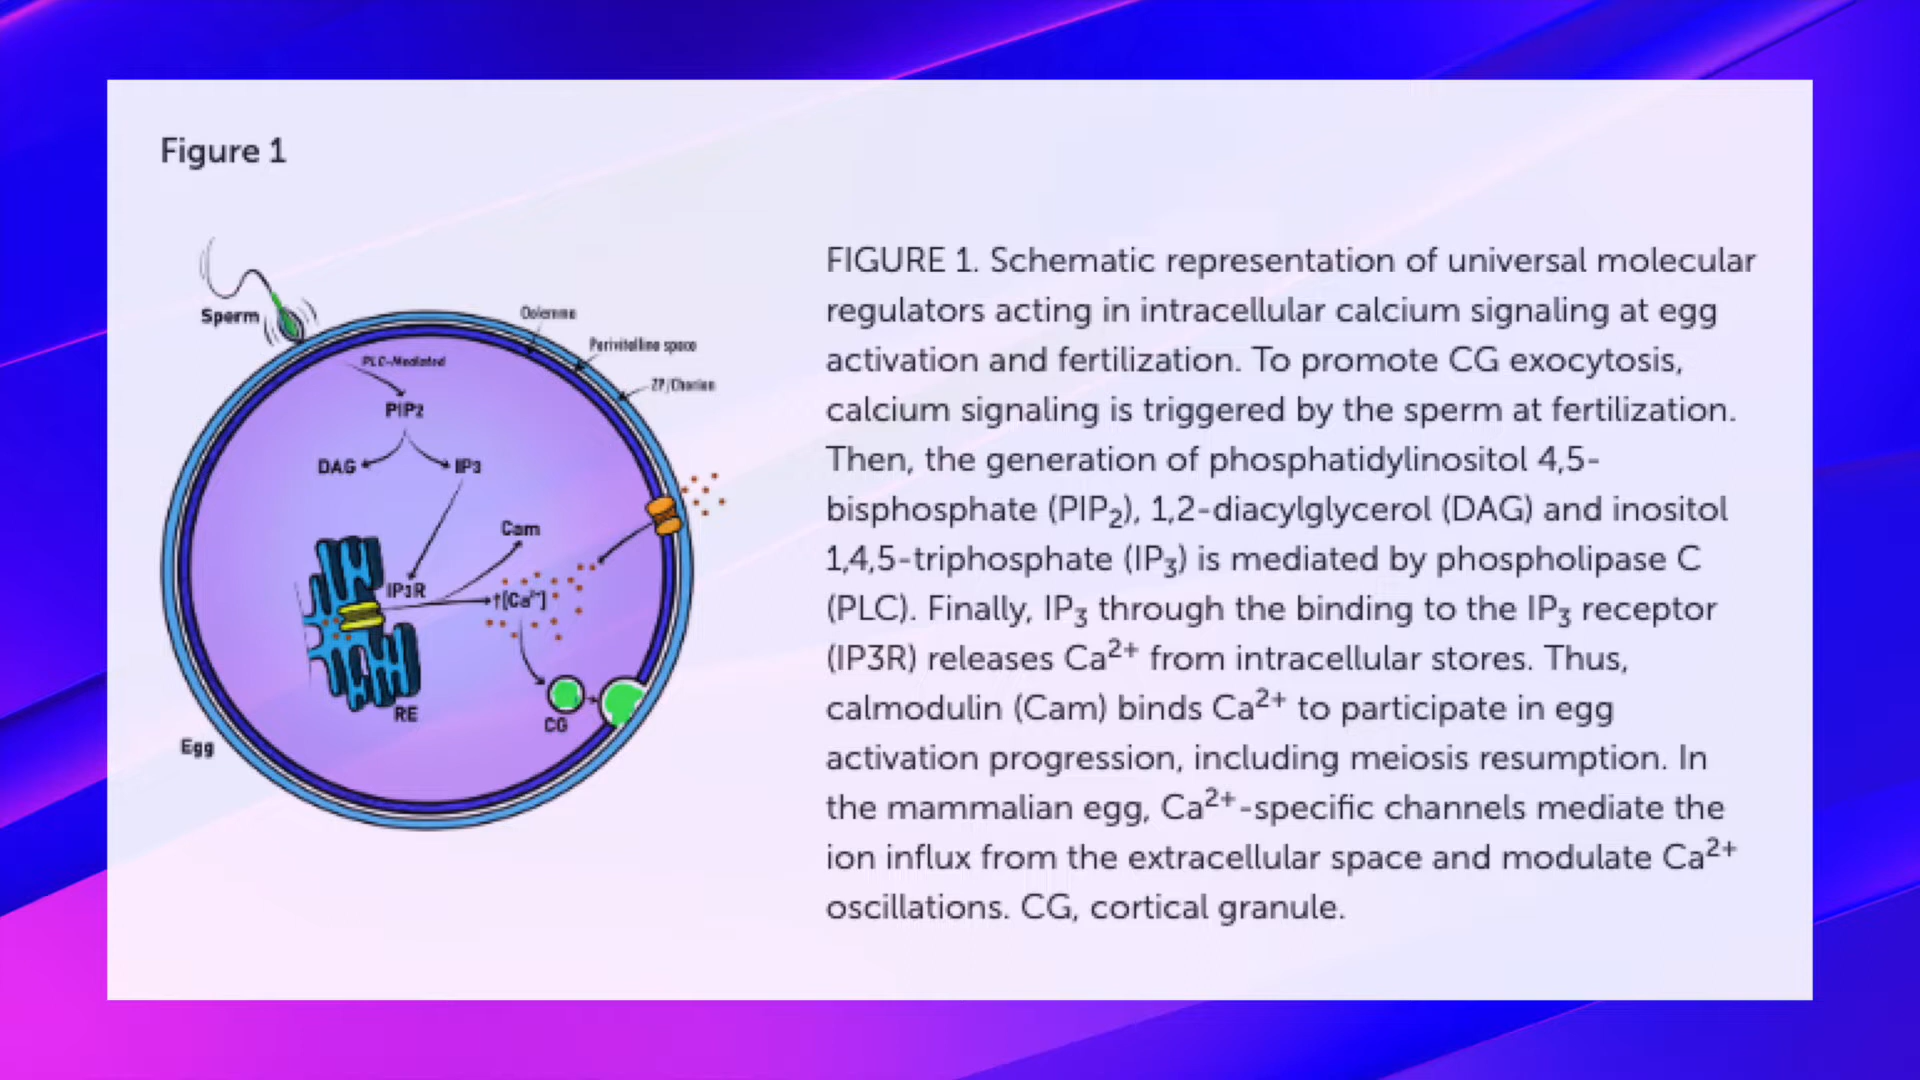 Figure 1
Sperm
Oolemma
Perivitelline space
ZP/Chorion
PLC-Mediated
PIP2
DAG
IP3
Cam
IP3R
↑[Ca²⁺]
RE
CG
Egg
FIGURE 1. Schematic representation of universal molecular
regulators acting in intracellular calcium signaling at egg
activation and fertilization. To promote CG exocytosis,
calcium signaling is triggered by the sperm at fertilization.
Then, the generation of phosphatidylinositol 4,5-
bisphosphate (PIP₂), 1,2-diacylglycerol (DAG) and inositol
1,4,5-triphosphate (IP₃) is mediated by phospholipase C
(PLC). Finally, IP₃ through the binding to the IP₃ receptor
(IP3R) releases Ca²⁺ from intracellular stores. Thus,
calmodulin (Cam) binds Ca²⁺ to participate in egg
activation progression, including meiosis resumption. In
the mammalian egg, Ca²⁺-specific channels mediate the
ion influx from the extracellular space and modulate Ca²⁺
oscillations. CG, cortical granule.